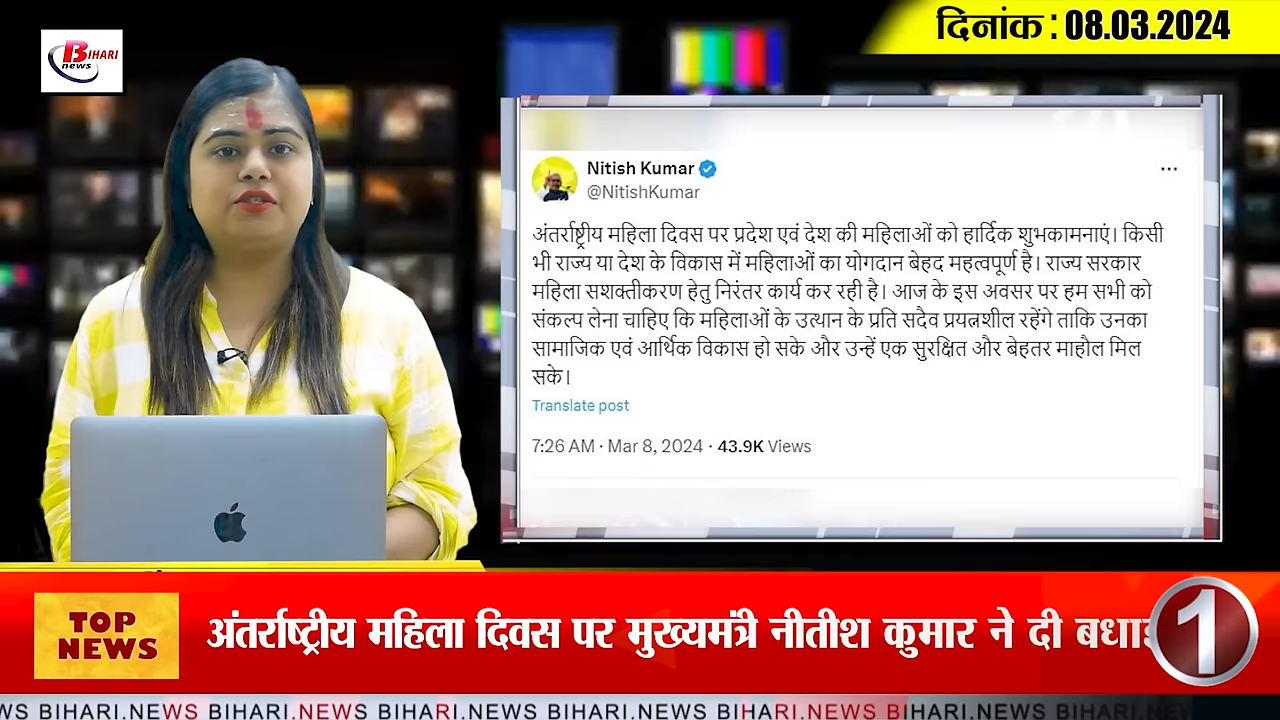 BIHARI
news
दिनांक : 08.03.2024
Nitish Kumar
@NitishKumar
अंतर्राष्ट्रीय महिला दिवस पर प्रदेश एवं देश की महिलाओं को हार्दिक शुभकामनाएं। किसी
भी राज्य या देश के विकास में महिलाओं का योगदान बेहद महत्वपूर्ण है। राज्य सरकार
महिला सशक्तीकरण हेतु निरंतर कार्य कर रही है। आज के इस अवसर पर हम सभी को
संकल्प लेना चाहिए कि महिलाओं के उत्थान के प्रति सदैव प्रयत्नशील रहेंगे ताकि उनका
सामाजिक एवं आर्थिक विकास हो सके और उन्हें एक सुरक्षित और बेहतर माहौल मिल
सके।
Translate post
7:26 AM · Mar 8, 2024 · 43.9K Views
TOP
NEWS
अंतर्राष्ट्रीय महिला दिवस पर मुख्यमंत्री नीतीश कुमार ने दी
1
BIHARI.NEWS BIHARI.NEWS BIHARI.NEWS BIHARI.NEWS BIHARI.NEWS BIHARI.NEWS